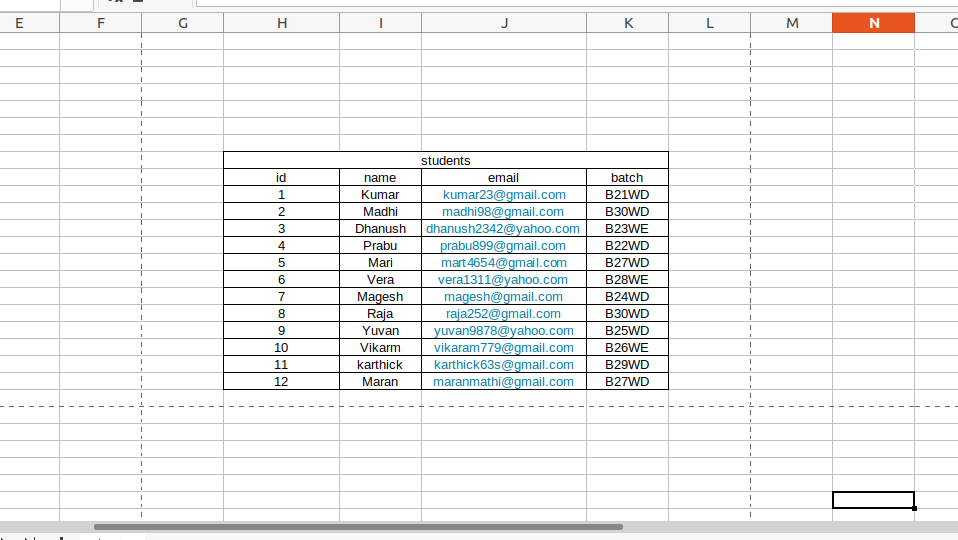 E F G H I J K L M N
students
id name email batch
1 Kumar kumar23@gmail.com B21WD
2 Madhi madhi98@gmail.com B30WD
3 Dhanush dhanush2342@yahoo.com B23WE
4 Prabu prabu899@gmail.com B22WD
5 Mari mart4654@gmail.com B27WD
6 Vera vera1311@yahoo.com B28WE
7 Magesh magesh@gmail.com B24WD
8 Raja raja252@gmail.com B30WD
9 Yuvan yuvan9878@yahoo.com B25WD
10 Vikarm vikaram779@gmail.com B26WE
11 karthick karthick63s@gmail.com B29WD
12 Maran maranmathi@gmail.com B27WD